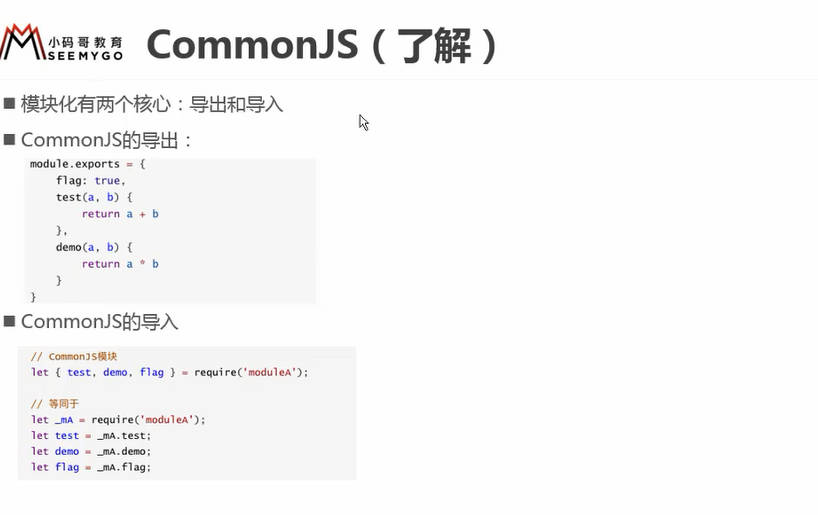 小码哥教育
SEEMYGO
CommonJS（了解）
模块化有两个核心：导出和导入
CommonJS的导出：
module.exports = {
    flag: true,
    test(a, b) {
        return a + b
    },
    demo(a, b) {
        return a * b
    }
}
CommonJS的导入
// CommonJS模块
let { test, demo, flag } = require('moduleA');
// 等同于
let _mA = require('moduleA');
let test = _mA.test;
let demo = _mA.demo;
let flag = _mA.flag;